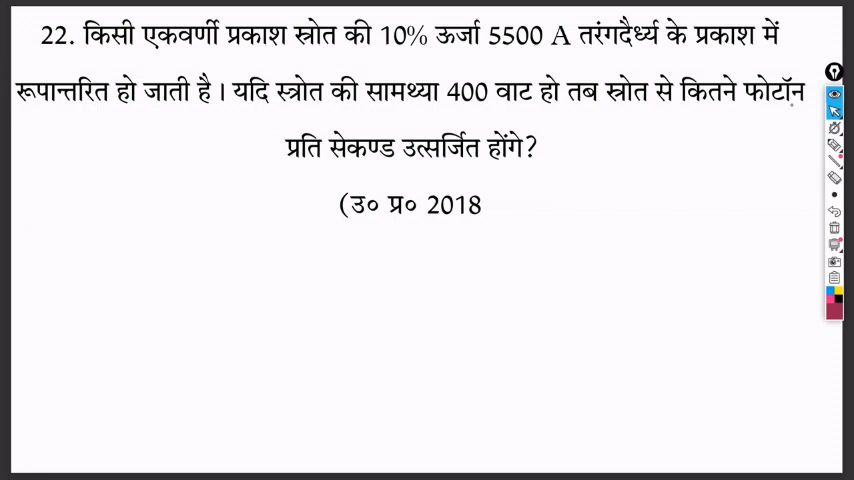 22. किसी एकवर्णी प्रकाश स्रोत की 10% ऊर्जा 5500 A तरंगदैर्ध्य के प्रकाश में
रूपान्तरित हो जाती है। यदि स्त्रोत की सामथ्या 400 वाट हो तब स्रोत से कितने फोटॉन
प्रति सेकण्ड उत्सर्जित होंगे?
(उ० प्र० 2018